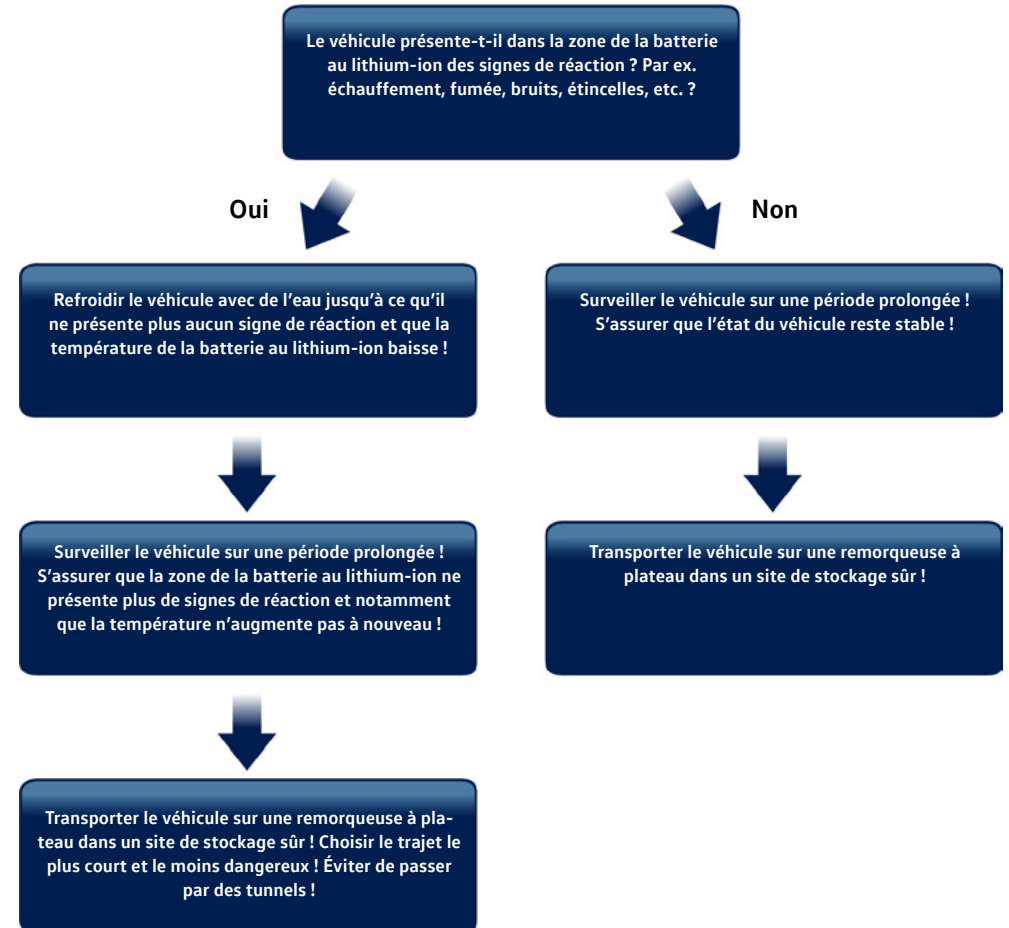 Le véhicule présente-t-il dans la zone de la batterie
au lithium-ion des signes de réaction ? Par ex.
échauffement, fumée, bruits, étincelles, etc. ?
Oui
Non
Refroidir le véhicule avec de l’eau jusqu’à ce qu’il
ne présente plus aucun signe de réaction et que la
température de la batterie au lithium-ion baisse !
Surveiller le véhicule sur une période prolongée !
S’assurer que l’état du véhicule reste stable !
Surveiller le véhicule sur une période prolongée !
S’assurer que la zone de la batterie au lithium-ion ne
présente plus de signes de réaction et notamment
que la température n’augmente pas à nouveau !
Transporter le véhicule sur une remorqueuse à
plateau dans un site de stockage sûr !
Transporter le véhicule sur une remorqueuse à pla-
teau dans un site de stockage sûr ! Choisir le trajet le
plus court et le moins dangereux ! Éviter de passer
par des tunnels !